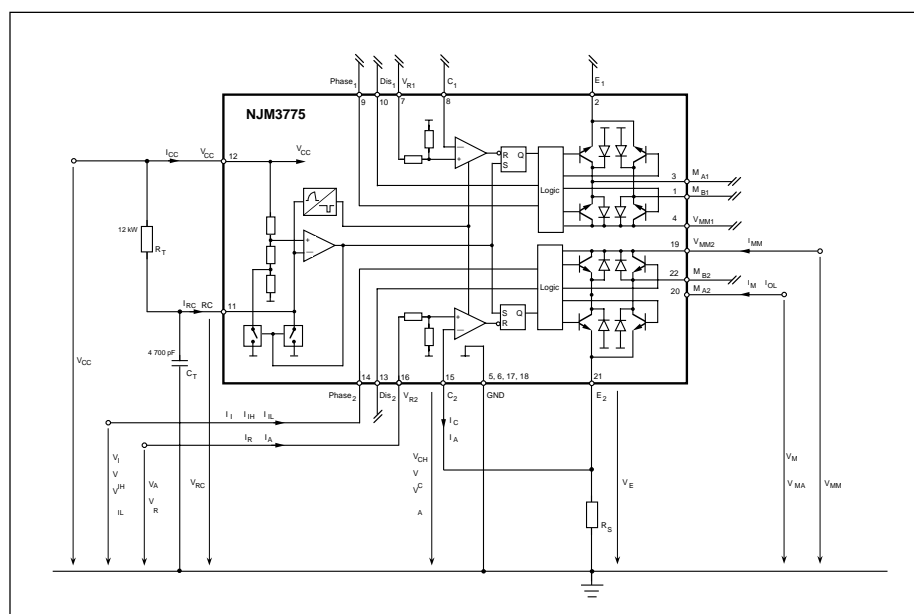 Phase1 Dis1 VR1 C1 E1
9 10 7 8 2
NJM3775
ICC VCC 12 VCC
R Q
S
3 MA1
1 MB1
Logic
4 VMM1
12 kW RT
19 VMM2 IMM
22 MB2
20 MA2 IM IOL
Logic
IRC RC 11
S Q
R
4 700 pF CT
VCC
14 13 16 15 5, 6, 17, 18 21
Phase2 Dis2 VR2 C2 GND E2
II IIH IIL
IC
IR IA
IA
VI
V
VIH
IL
VA
V
R
VRC
VCH
V
VC
A
VE
VM
V
MA
VMM
RS
+
−
+
−
+
−